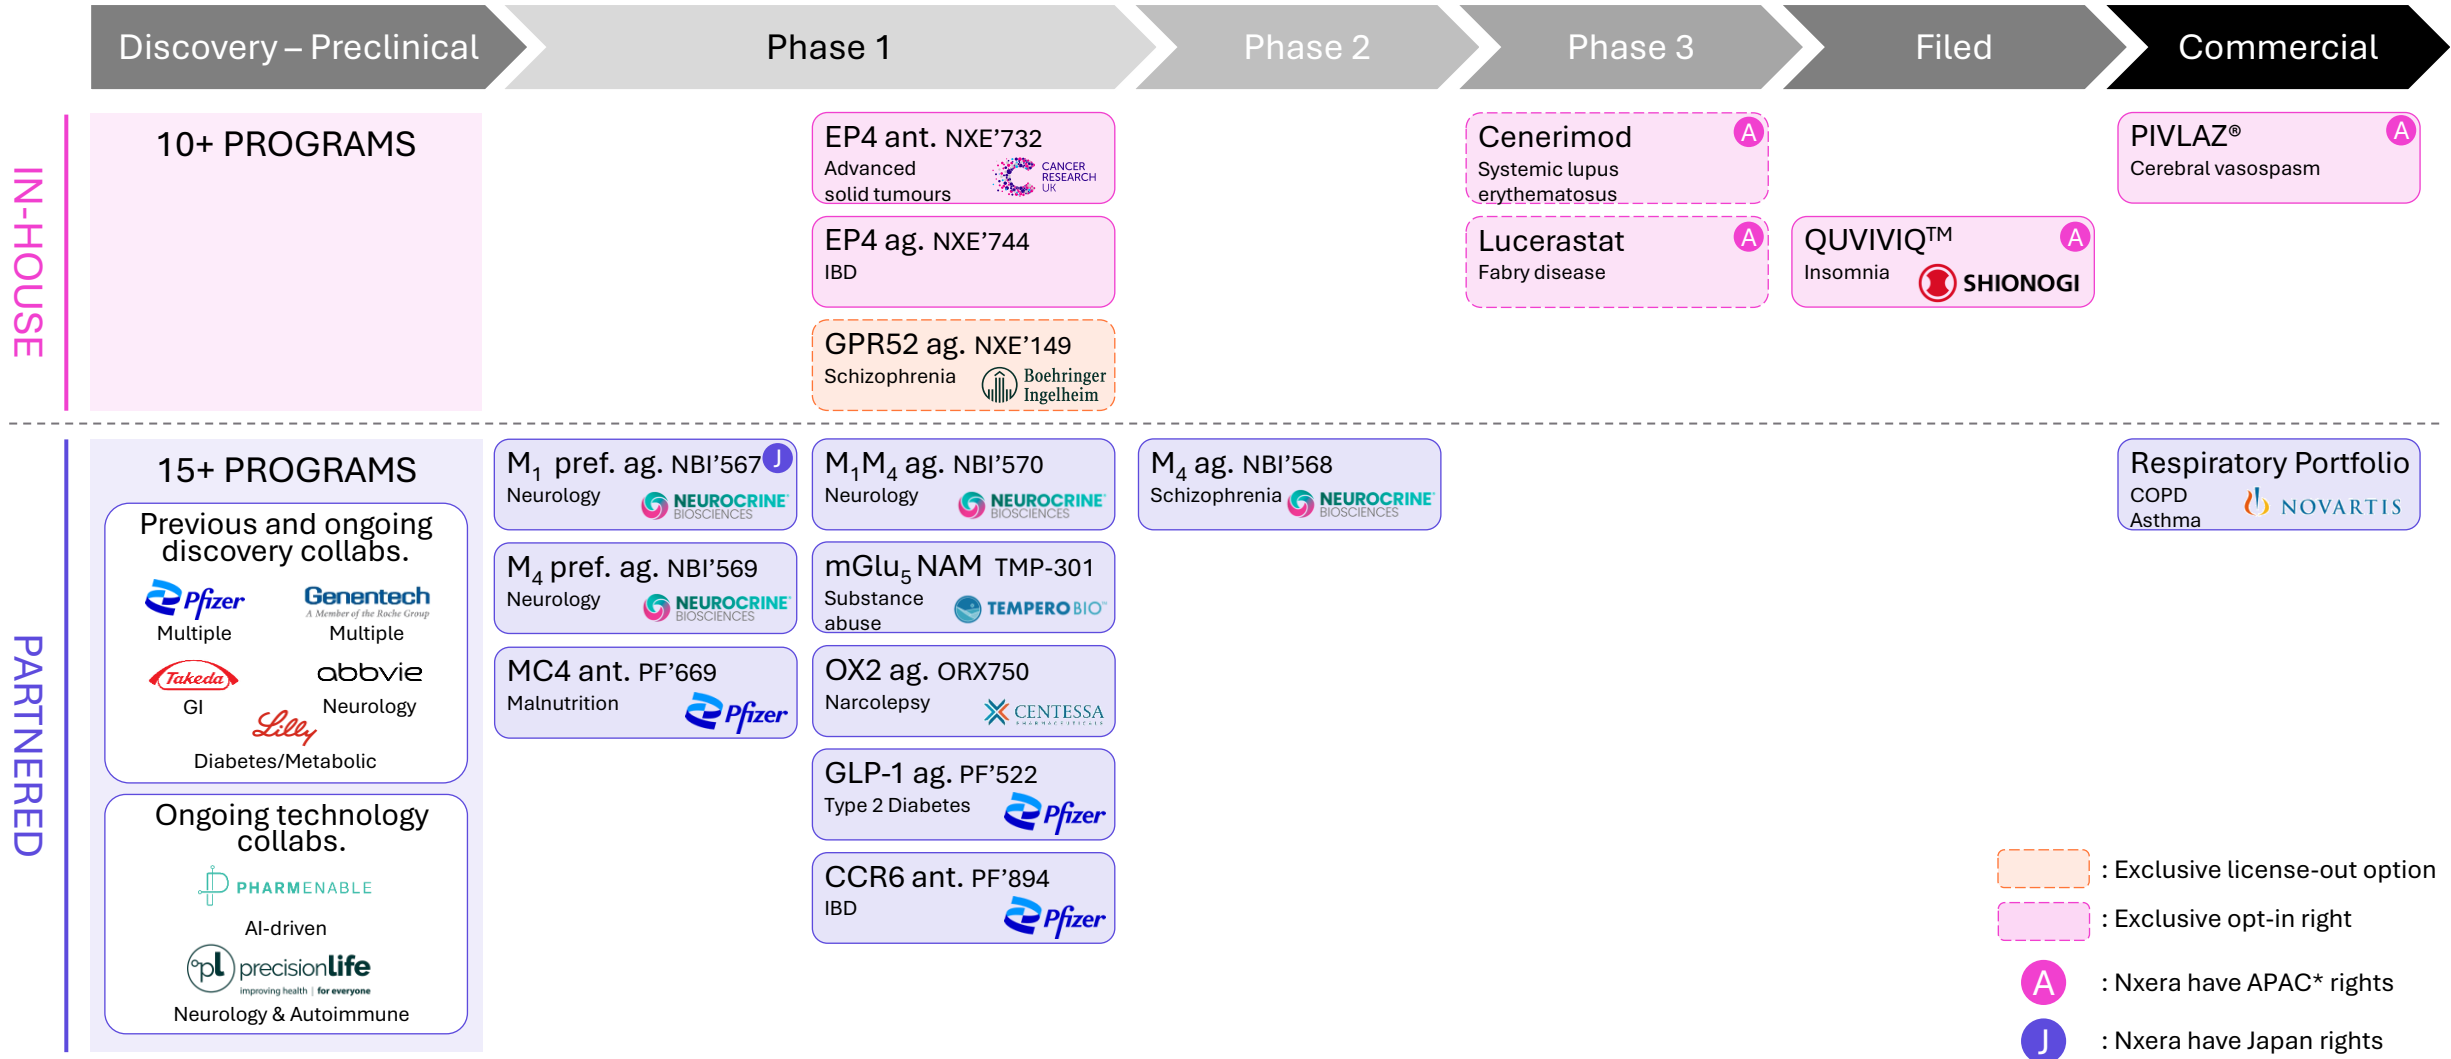 Discovery – Preclinical
Phase 1
Phase 2
Phase 3
Filed
Commercial
IN-HOUSE
10+ PROGRAMS
EP4 ant. NXE’732
Advanced
solid tumours
CANCER
RESEARCH
UK
EP4 ag. NXE’744
IBD
GPR52 ag. NXE’149
Schizophrenia
Boehringer
Ingelheim
Cenerimod
A
Systemic lupus
erythematosus
Lucerastat
A
Fabry disease
QUVIVIQ™
A
Insomnia
SHIONOGI
PIVLAZ®
A
Cerebral vasospasm
PARTNERED
15+ PROGRAMS
Previous and ongoing
discovery collabs.
Pfizer
Multiple
Genentech
A Member of the Roche Group
Multiple
Takeda
GI
abbvie
Neurology
Lilly
Diabetes/Metabolic
Ongoing technology
collabs.
PHARMENABLE
AI-driven
pl precisionlife
improving health | for everyone
Neurology & Autoimmune
M₁ pref. ag. NBI’567
J
Neurology
NEUROCRINE
BIOSCIENCES
M₄ pref. ag. NBI’569
Neurology
NEUROCRINE
BIOSCIENCES
MC4 ant. PF’669
Malnutrition
Pfizer
M₁M₄ ag. NBI’570
Neurology
NEUROCRINE
BIOSCIENCES
mGlu₅ NAM TMP-301
Substance
abuse
TEMPERO BIO™
OX2 ag. ORX750
Narcolepsy
CENTESSA
PHARMACEUTICALS
GLP-1 ag. PF’522
Type 2 Diabetes
Pfizer
CCR6 ant. PF’894
IBD
Pfizer
M₄ ag. NBI’568
Schizophrenia
NEUROCRINE
BIOSCIENCES
Respiratory Portfolio
COPD
Asthma
NOVARTIS
: Exclusive license-out option
: Exclusive opt-in right
A : Nxera have APAC* rights
J : Nxera have Japan rights